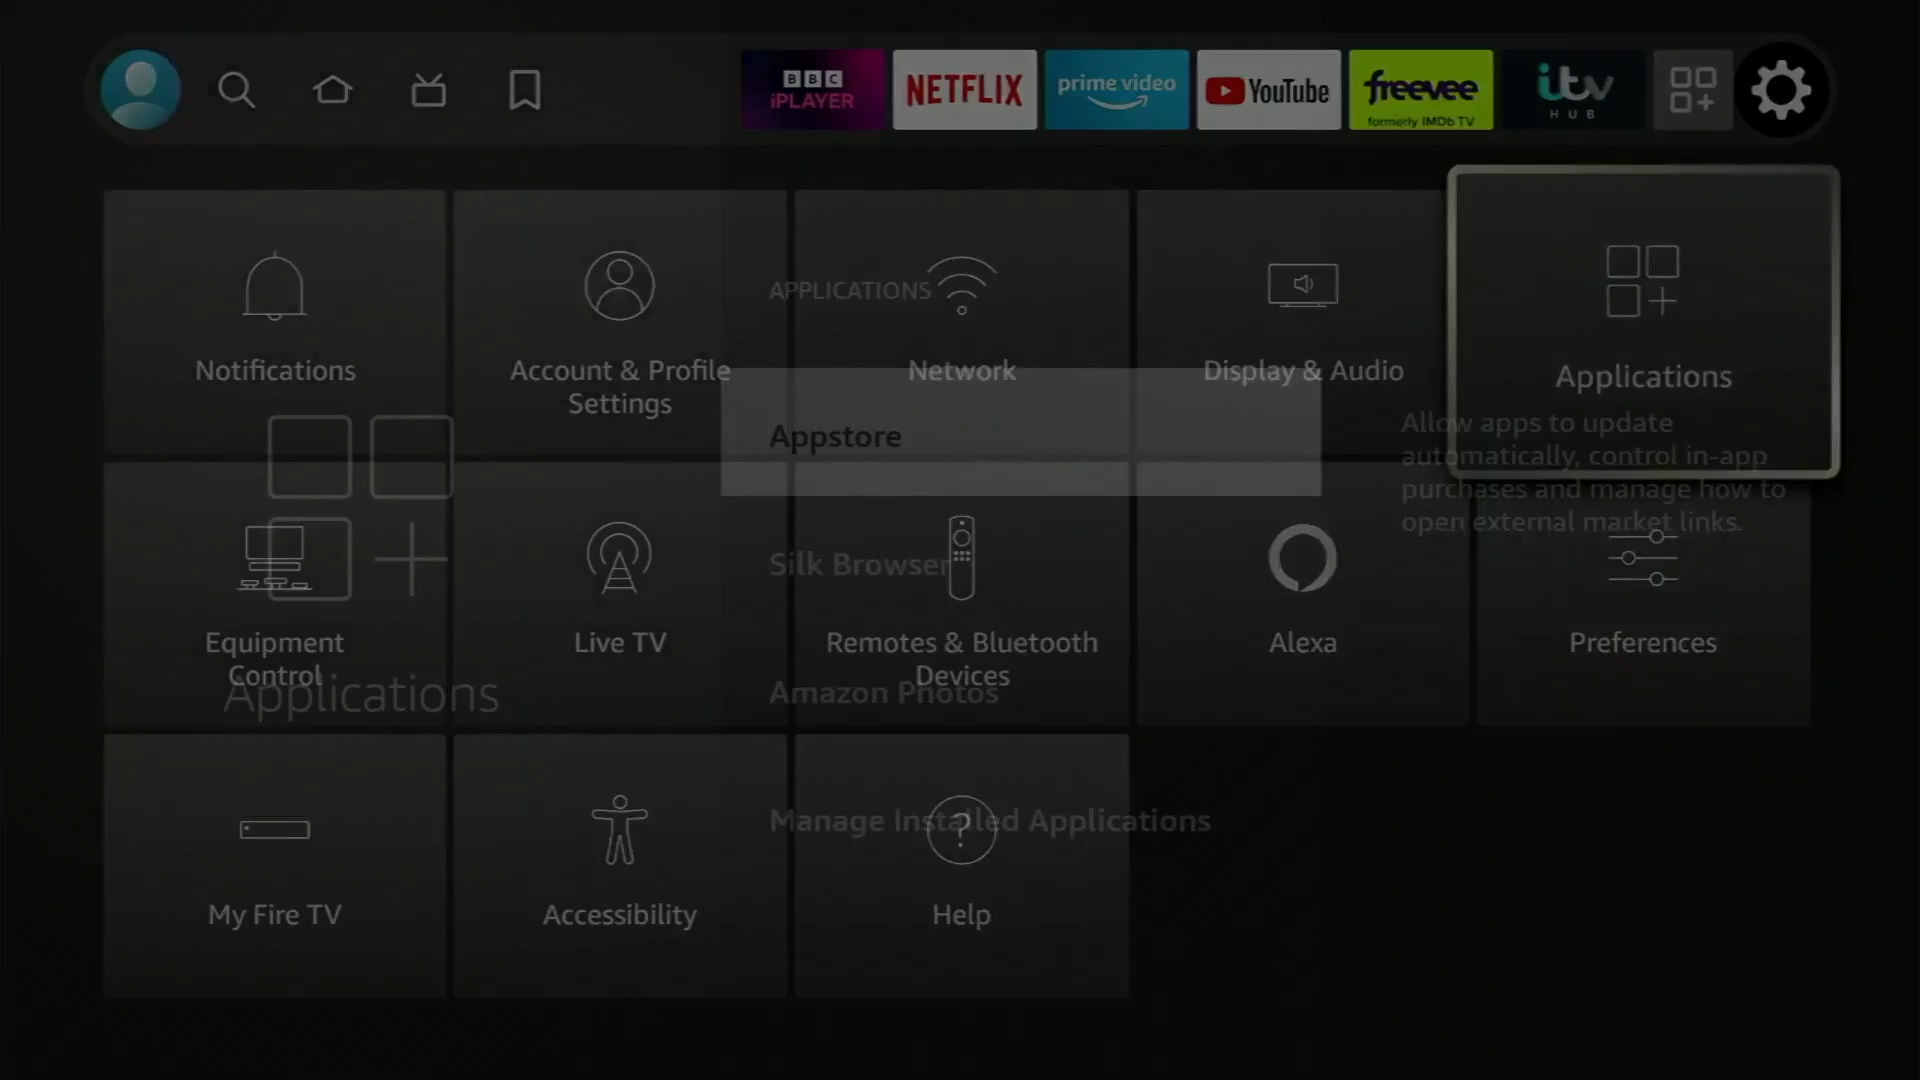 BBC
iPLAYER
NETFLIX
prime video
YouTube
freevee
formerly IMDb TV
itv
HUB
Notifications
Account & Profile
Settings
Network
Display & Audio
Applications
Equipment
Control
Live TV
Remotes & Bluetooth
Devices
Alexa
Preferences
My Fire TV
Accessibility
Help
Applications
APPLICATIONS
Appstore
Silk Browser
Amazon Photos
Manage Installed Applications
Allow apps to update
automatically, control in-app
purchases and manage how to
open external market links.